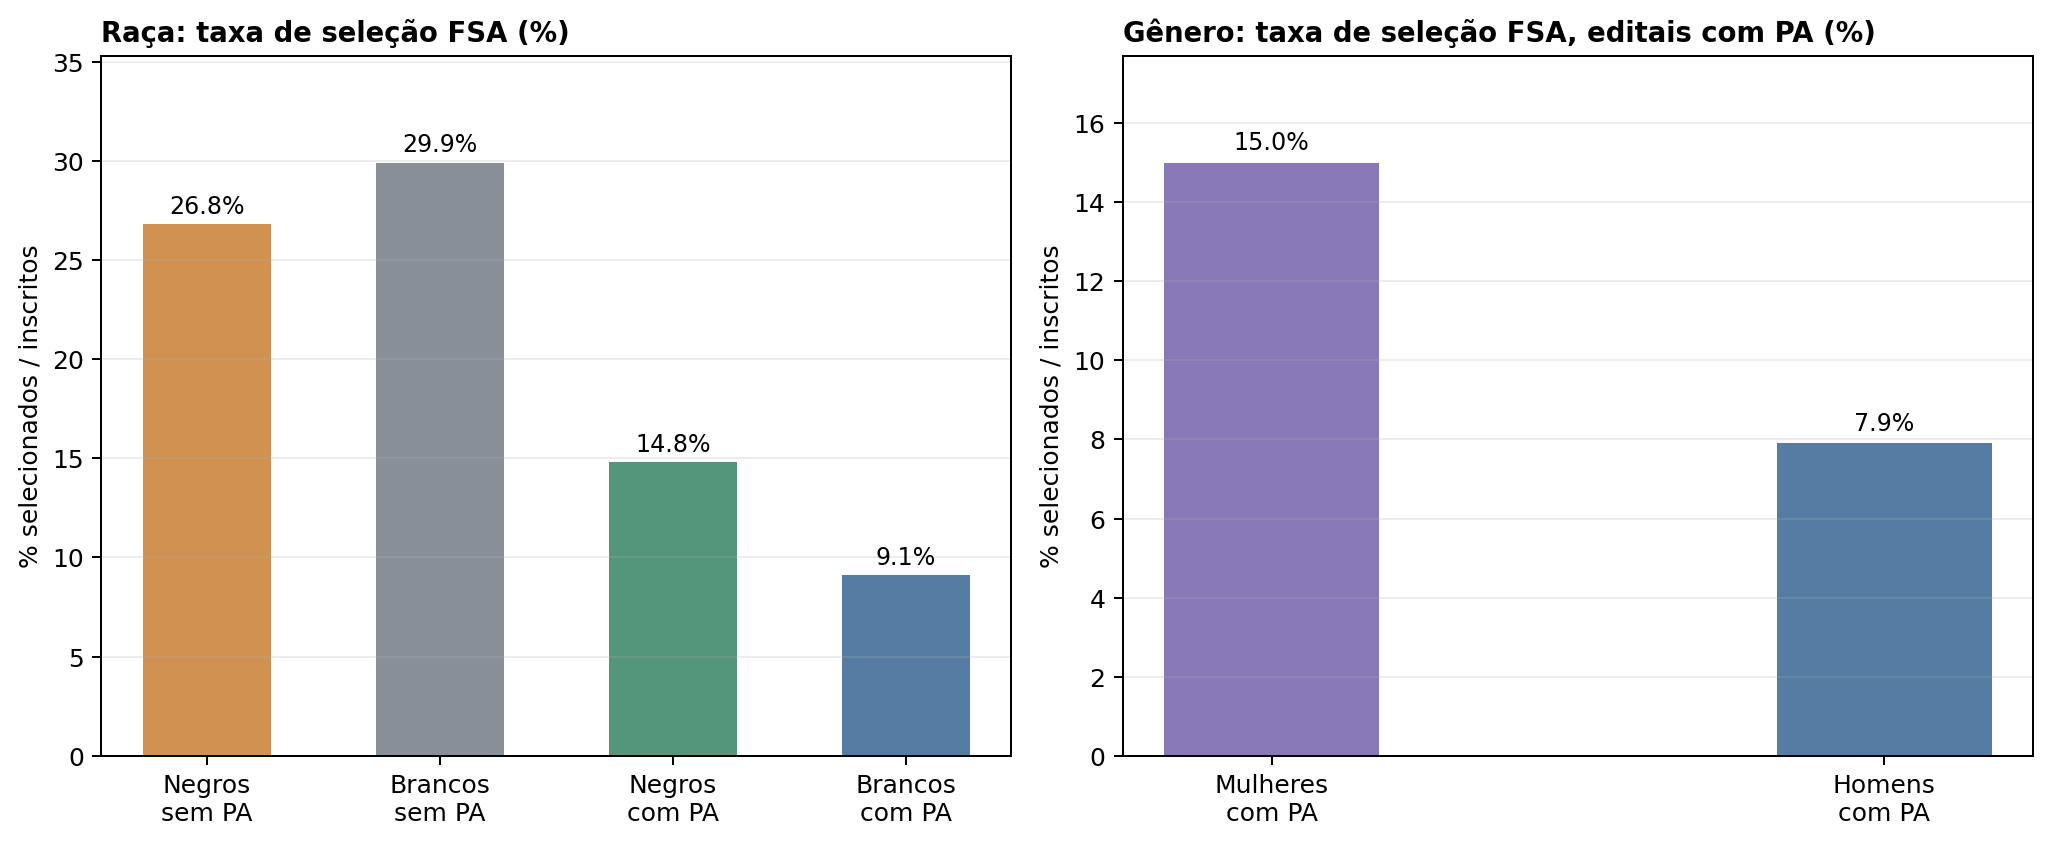 Raça: taxa de seleção FSA (%)
% selecionados / inscritos
35
30
25
20
15
10
5
0
26.8%
29.9%
14.8%
9.1%
Negros
sem PA
Brancos
sem PA
Negros
com PA
Brancos
com PA
Gênero: taxa de seleção FSA, editais com PA (%)
% selecionados / inscritos
16
14
12
10
8
6
4
2
0
15.0%
7.9%
Mulheres
com PA
Homens
com PA